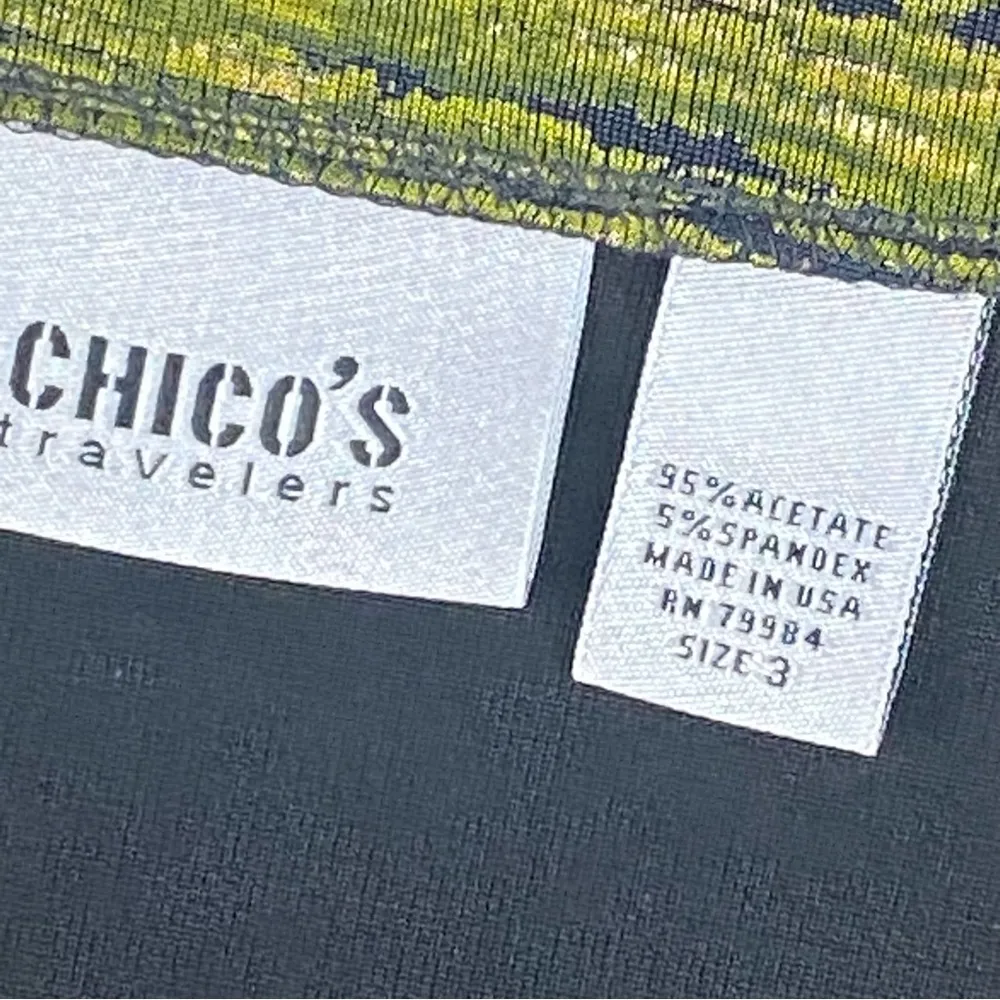 CHICO'S
travelers
95% ACETATE
5% SPANDEX
MADE IN USA
RN 79984
SIZE 3